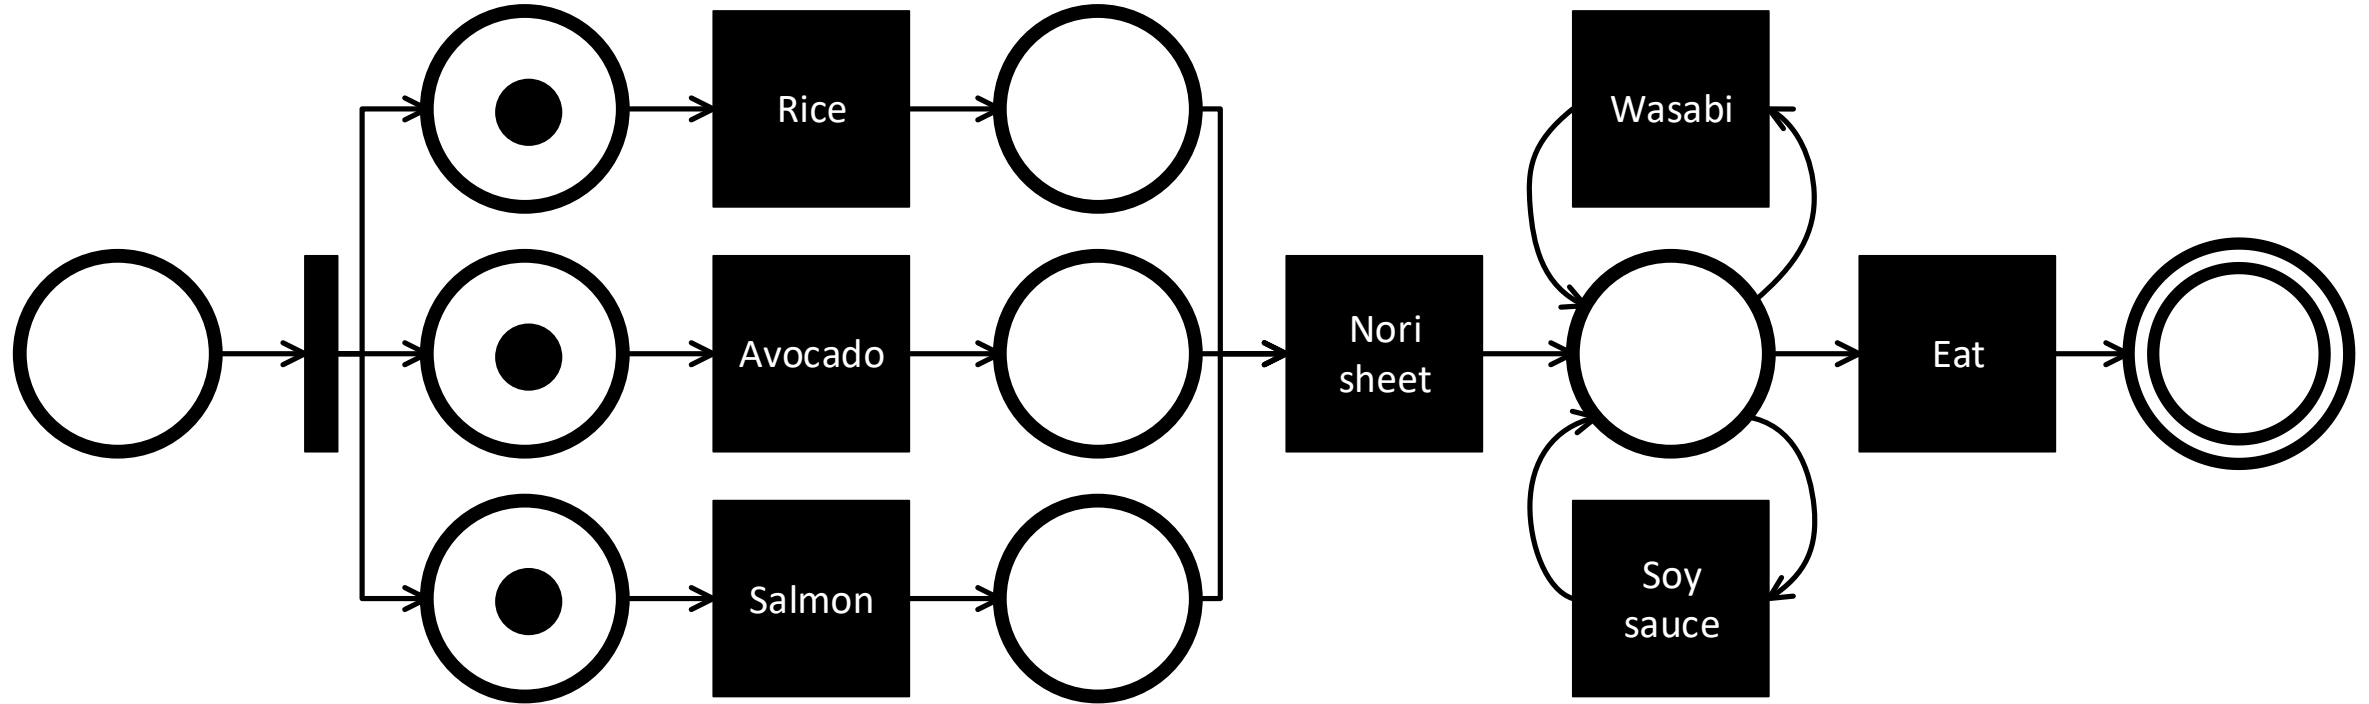 Rice
Wasabi
Avocado
Nori
sheet
Eat
Salmon
Soy
sauce